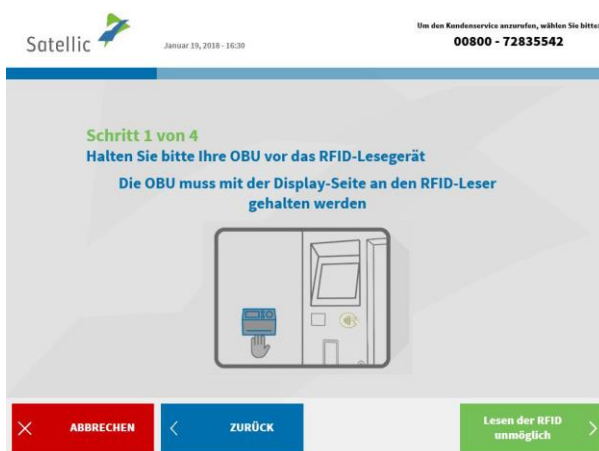 Satellic
Januar 19, 2018 - 16:30
Um den Kundenservice anzurufen, wählen Sie bitte:
00800 - 72835542
Schritt 1 von 4
Halten Sie bitte Ihre OBU vor das RFID-Lesegerät
Die OBU muss mit der Display-Seite an den RFID-Leser
gehalten werden
ABBRECHEN
ZURÜCK
Lesen der RFID
unmöglich